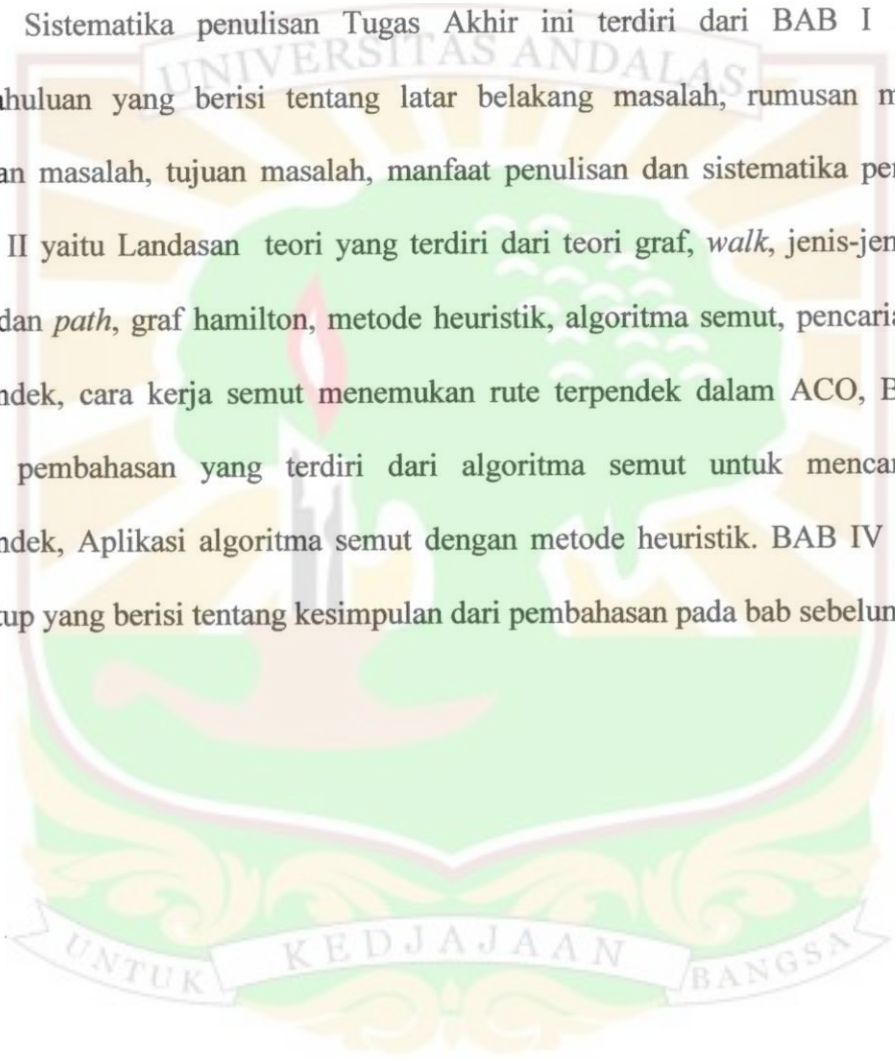 Sistematika penulisan Tugas Akhir ini terdiri dari BAB I
UNIVERSITAS ANDALAS
ahuluan yang berisi tentang latar belakang masalah, rumusan m
an masalah, tujuan masalah, manfaat penulisan dan sistematika pe
II yaitu Landasan teori yang terdiri dari teori graf, walk, jenis-jen
dan path, graf hamilton, metode heuristik, algoritma semut, pencaria
ndek, cara kerja semut menemukan rute terpendek dalam ACO, B
pembahasan yang terdiri dari algoritma semut untuk mencar
ndek, Aplikasi algoritma semut dengan metode heuristik. BAB IV
up yang berisi tentang kesimpulan dari pembahasan pada bab sebelun
UNTUK KEDJAJAAN BANGSA